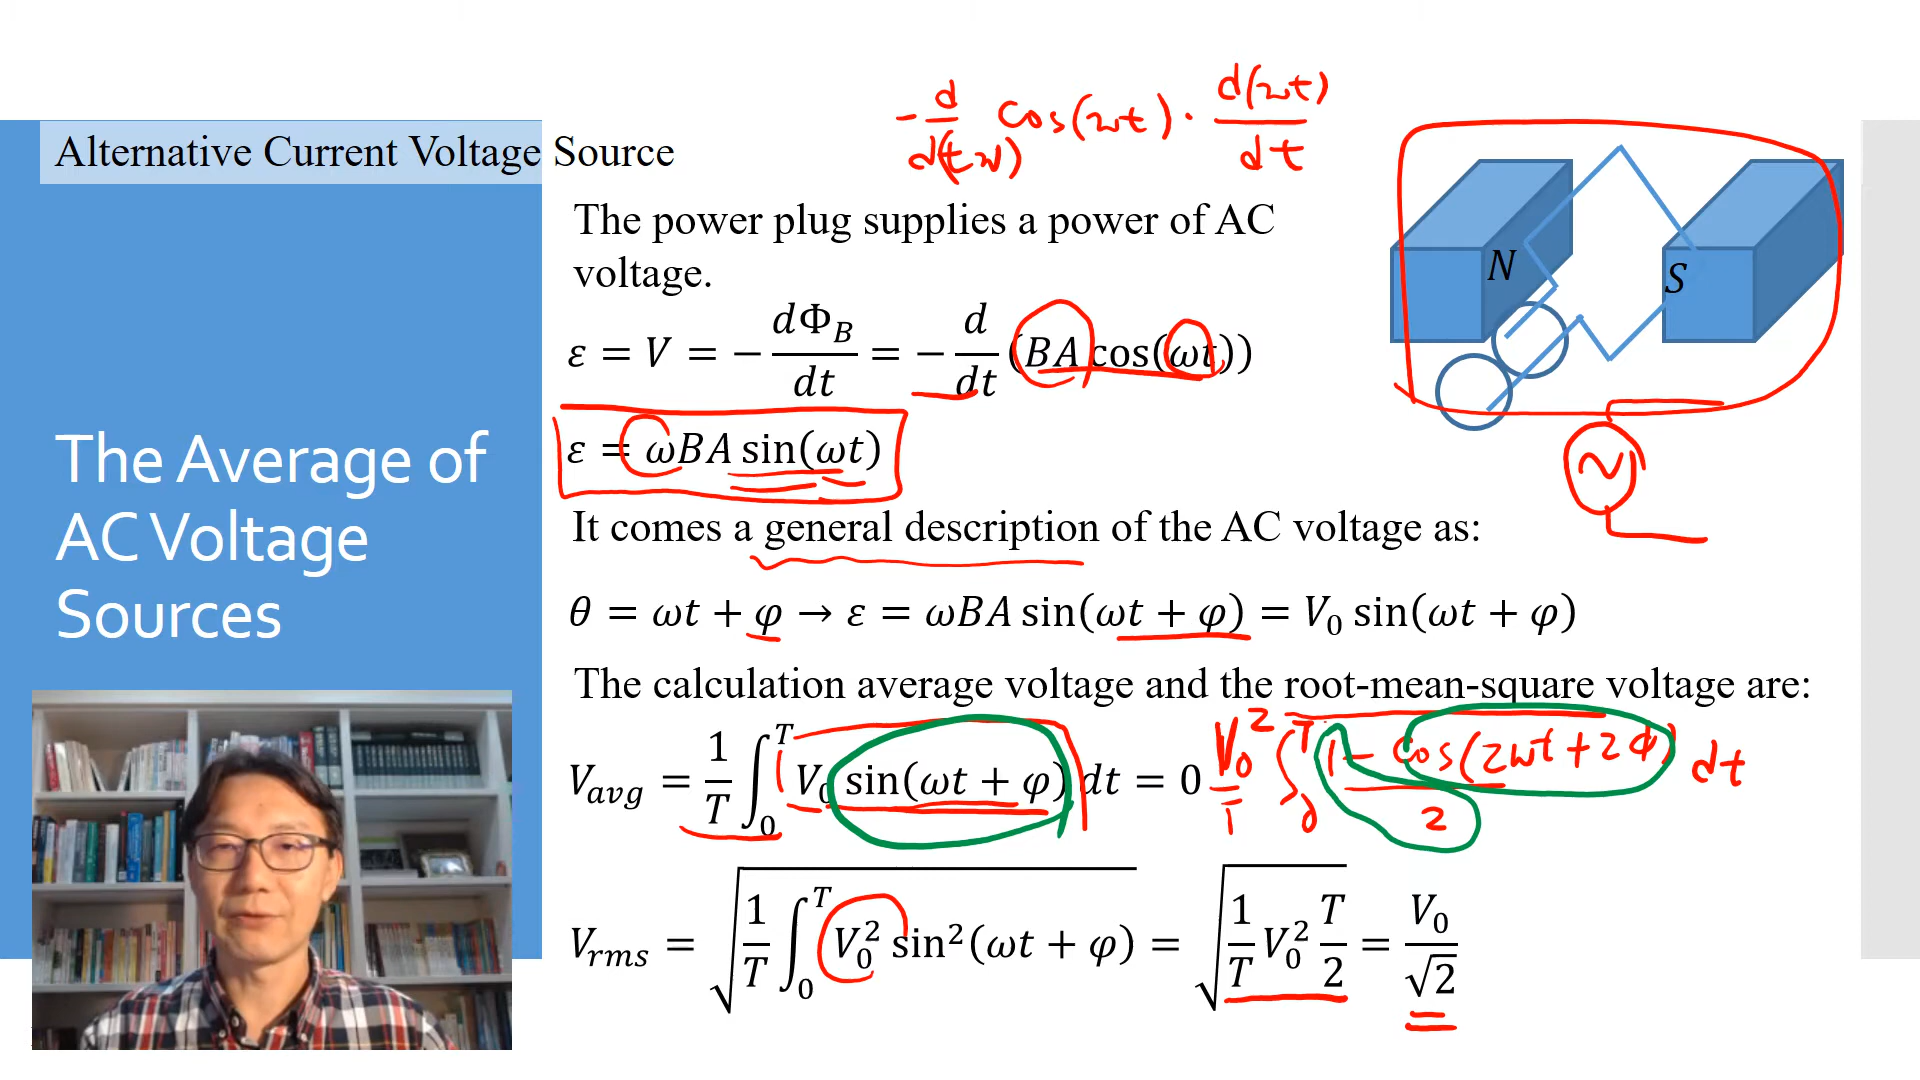 -d/d(tω) cos(ωt) · d(ωt)/dt
Alternative Current Voltage Source
The power plug supplies a power of AC
voltage.
N
S
ε = V = −dΦ_B/dt = −d/dt (BA cos(ωt))
ε = ωBA sin(ωt)
~
The Average of
AC Voltage
Sources
It comes a general description of the AC voltage as:
θ = ωt + φ → ε = ωBA sin(ωt + φ) = V₀ sin(ωt + φ)
The calculation average voltage and the root-mean-square voltage are:
V_avg = 1/T ∫₀ᵀ V₀ sin(ωt + φ) dt = 0
V₀²/T ∫₀ᵀ (1 − cos(2ωt + 2φ))/2 dt
V_rms = √(1/T ∫₀ᵀ V₀² sin²(ωt + φ)) = √(1/T V₀² T/2) = V₀/√2